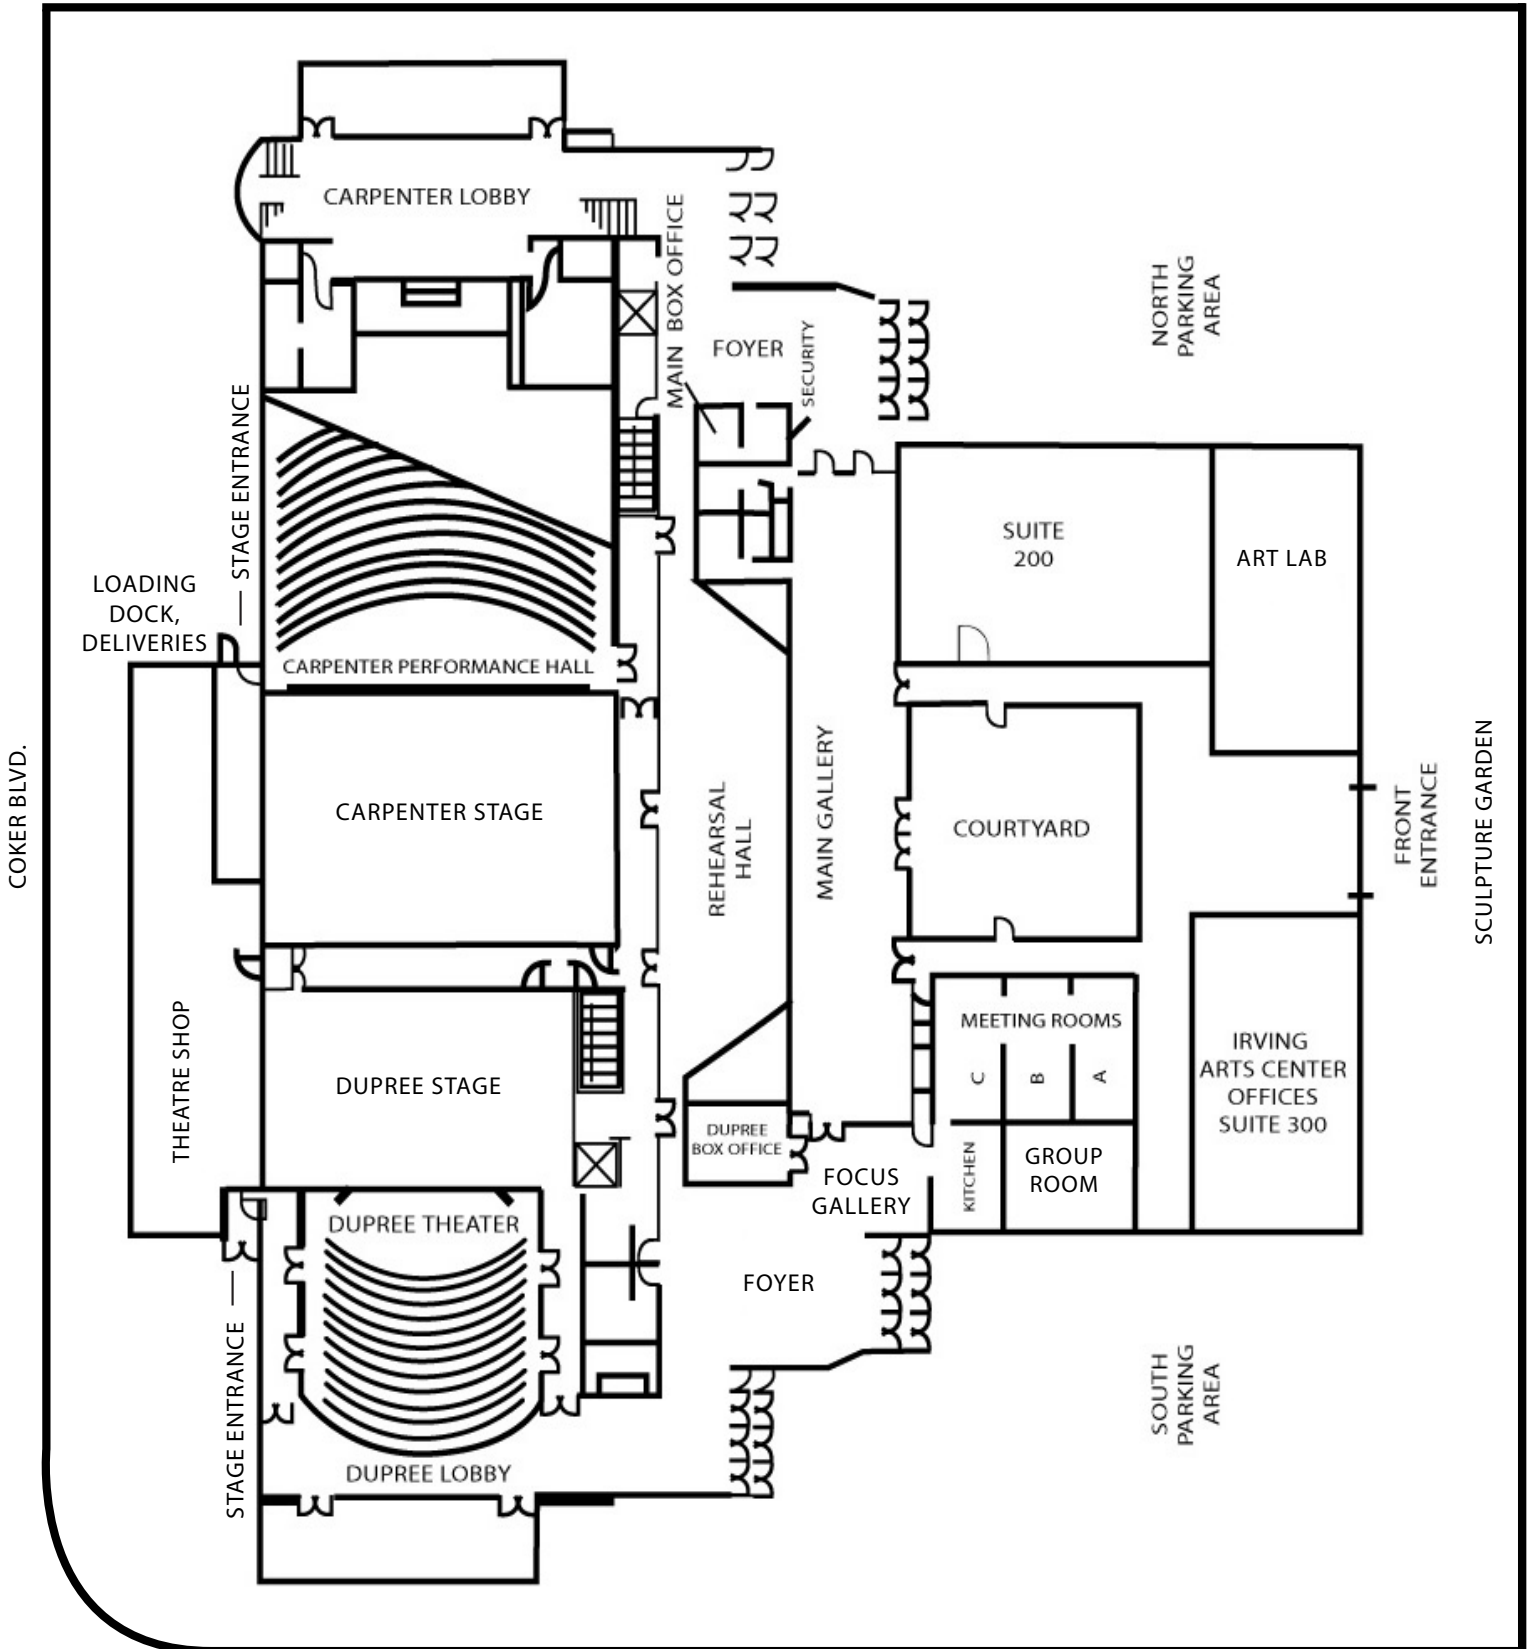 CARPENTER LOBBY
MAIN BOX OFFICE
FOYER
SECURITY
NORTH
PARKING
AREA
STAGE ENTRANCE
SUITE
200
ART LAB
LOADING
DOCK,
DELIVERIES
CARPENTER PERFORMANCE HALL
COKER BLVD.
CARPENTER STAGE
REHEARSAL
HALL
MAIN GALLERY
COURTYARD
FRONT
ENTRANCE
SCULPTURE GARDEN
THEATRE SHOP
DUPREE STAGE
MEETING ROOMS
C
B
A
IRVING
ARTS CENTER
OFFICES
SUITE 300
DUPREE
BOX OFFICE
FOCUS
GALLERY
KITCHEN
GROUP
ROOM
DUPREE THEATER
FOYER
STAGE ENTRANCE
SOUTH
PARKING
AREA
DUPREE LOBBY